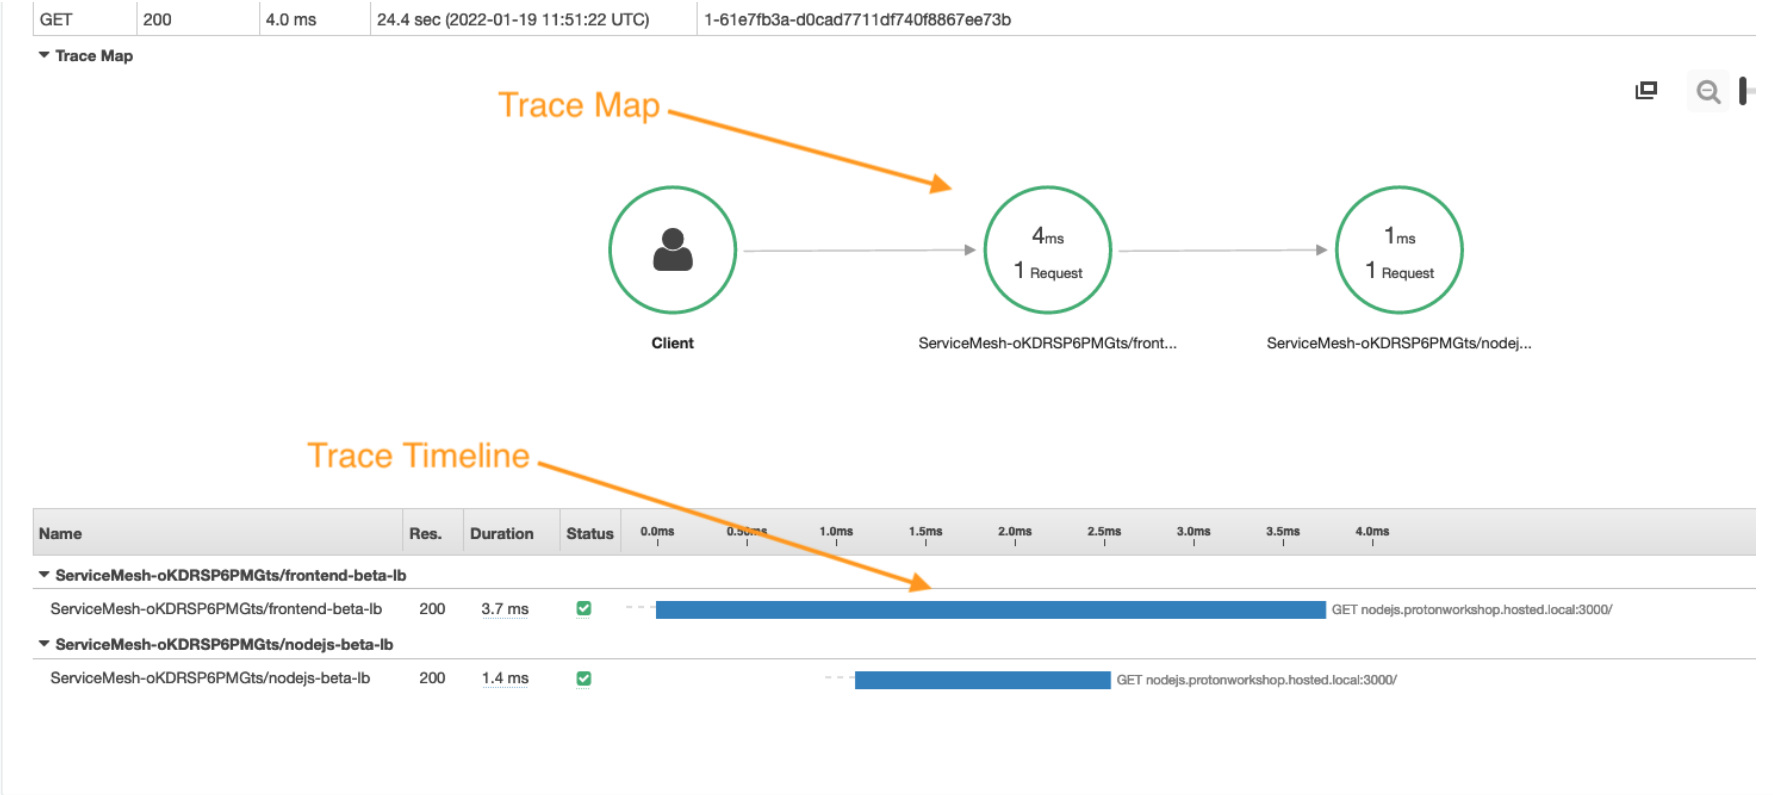 GET 200 4.0 ms 24.4 sec (2022-01-19 11:51:22 UTC) 1-61e7fb3a-d0cad7711df740f8867ee73b
Trace Map
Trace Map
4ms
1 Request
1ms
1 Request
Client
ServiceMesh-oKDRSP6PMGts/front...
ServiceMesh-oKDRSP6PMGts/nodej...
Trace Timeline
Name Res. Duration Status 0.0ms 0.50ms 1.0ms 1.5ms 2.0ms 2.5ms 3.0ms 3.5ms 4.0ms
ServiceMesh-oKDRSP6PMGts/frontend-beta-lb
ServiceMesh-oKDRSP6PMGts/frontend-beta-lb 200 3.7 ms GET nodejs.protonworkshop.hosted.local:3000/
ServiceMesh-oKDRSP6PMGts/nodejs-beta-lb
ServiceMesh-oKDRSP6PMGts/nodejs-beta-lb 200 1.4 ms GET nodejs.protonworkshop.hosted.local:3000/